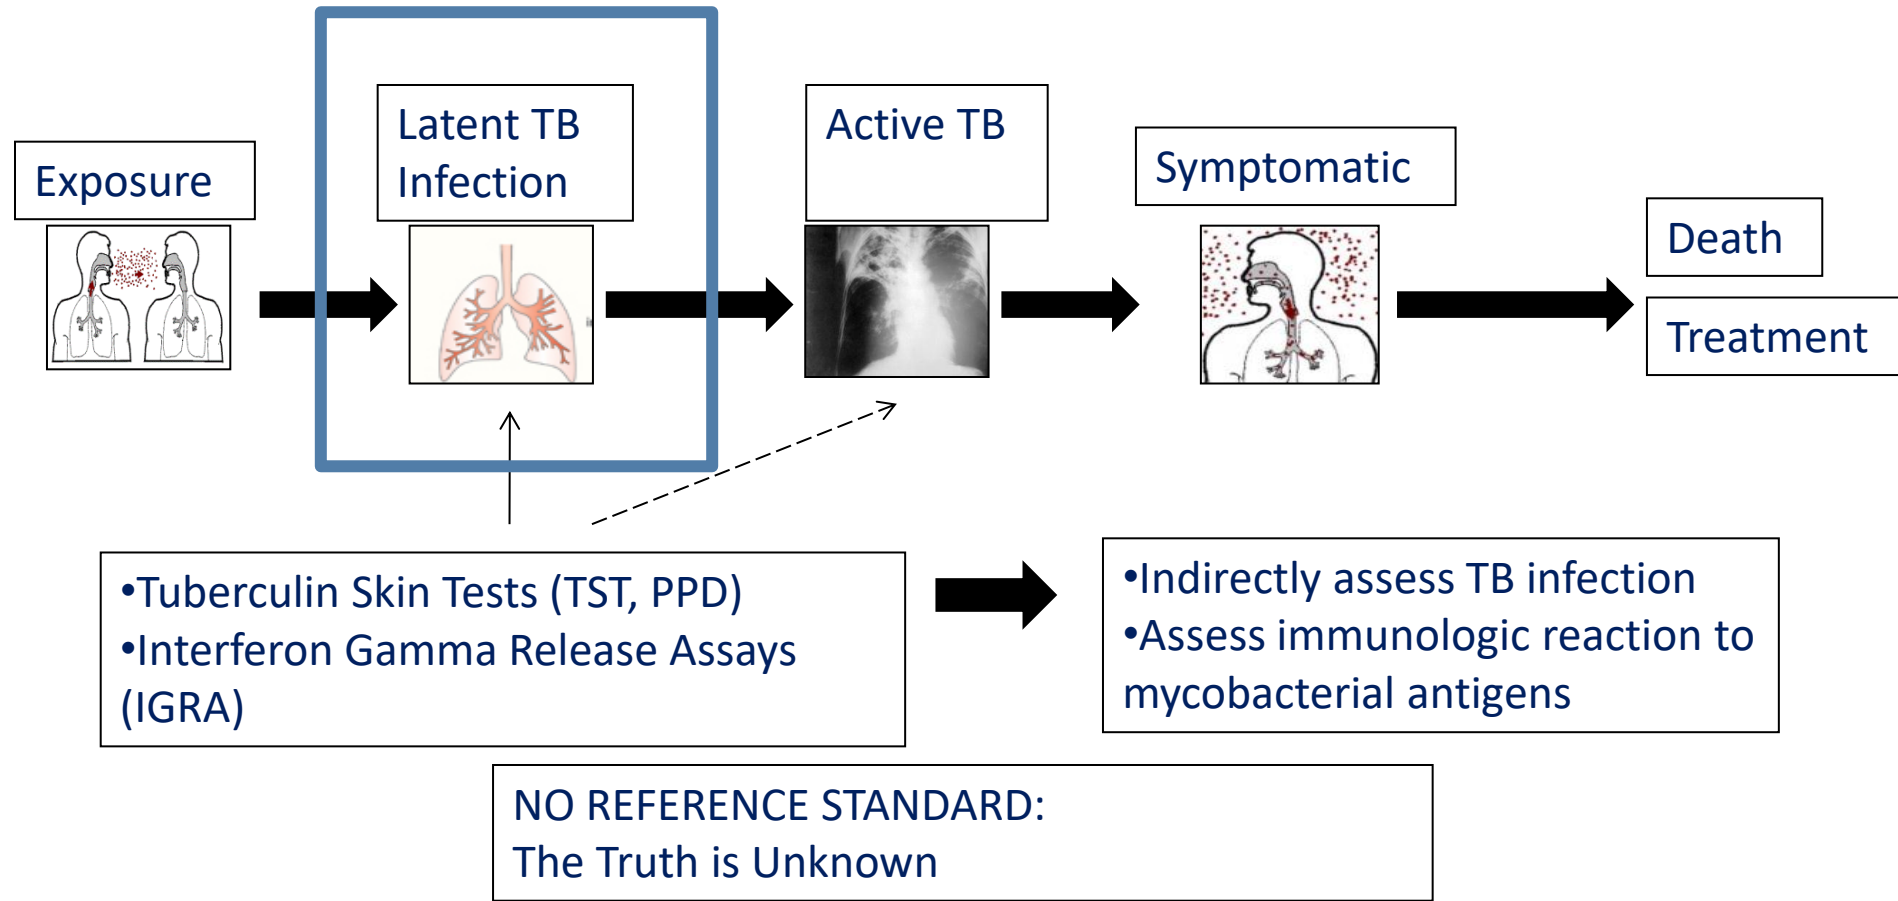 Exposure
Latent TB
Infection
Active TB
Symptomatic
Death
Treatment
•Tuberculin Skin Tests (TST, PPD)
•Interferon Gamma Release Assays
(IGRA)
•Indirectly assess TB infection
•Assess immunologic reaction to
mycobacterial antigens
NO REFERENCE STANDARD:
The Truth is Unknown